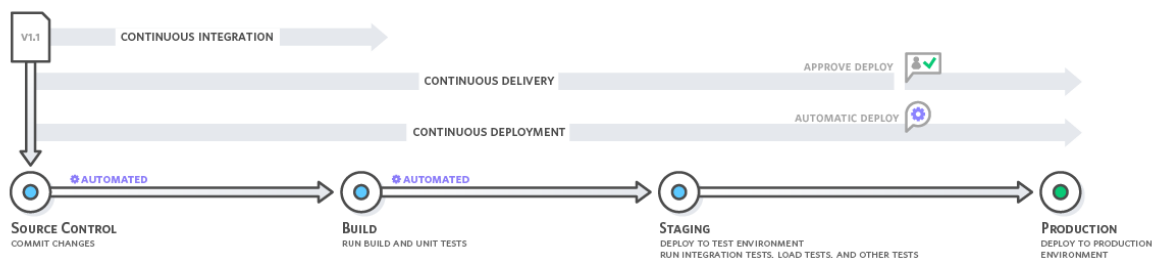 V1.1
CONTINUOUS INTEGRATION
APPROVE DEPLOY
CONTINUOUS DELIVERY
AUTOMATIC DEPLOY
CONTINUOUS DEPLOYMENT
AUTOMATED
AUTOMATED
SOURCE CONTROL
COMMIT CHANGES
BUILD
RUN BUILD AND UNIT TESTS
STAGING
DEPLOY TO TEST ENVIRONMENT
RUN INTEGRATION TESTS, LOAD TESTS, AND OTHER TESTS
PRODUCTION
DEPLOY TO PRODUCTION
ENVIRONMENT